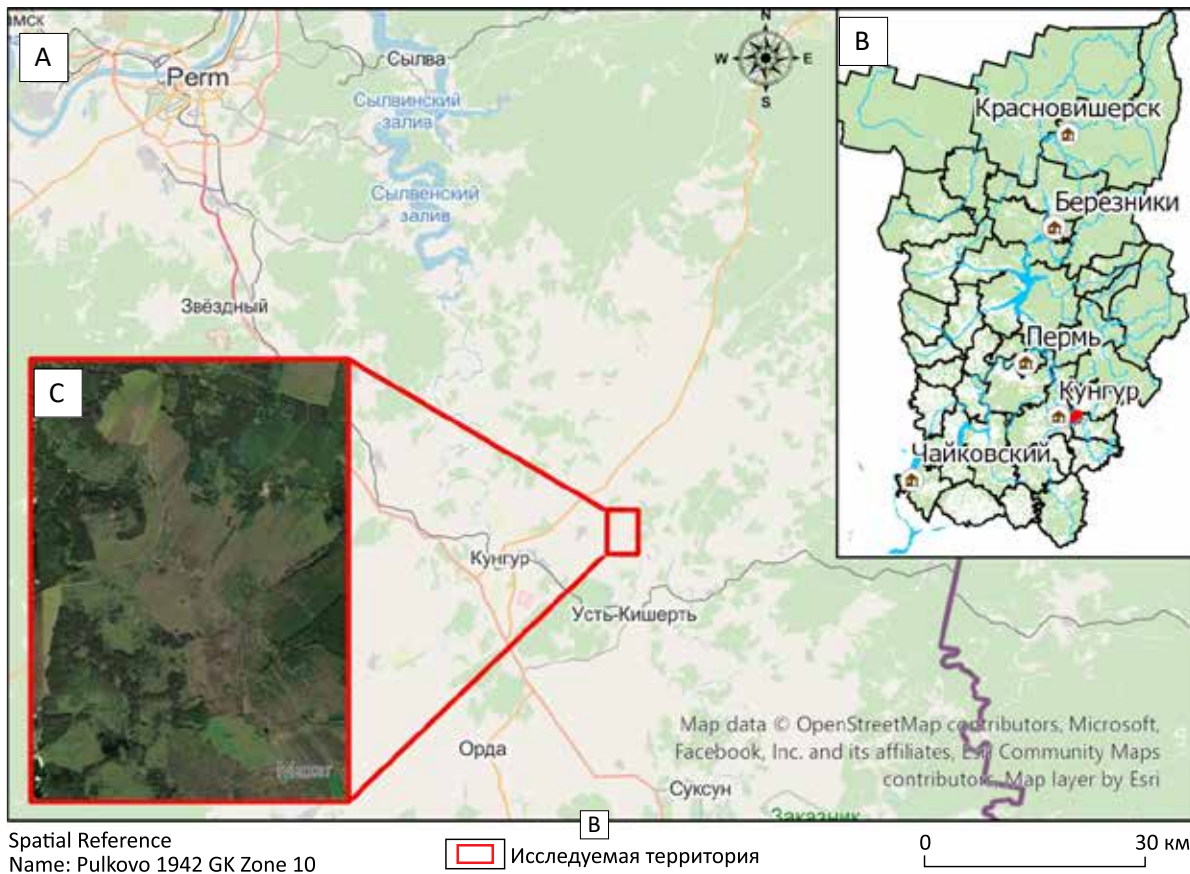 A
B
C
N
W
E
S
Perm
Сылва
Сылвинский
залив
Сылвенский
залив
Звёздный
Кунгур
Усть-Кишерть
Орда
Суксун
Заказник
Красновишерск
Березники
Пермь
Кунгур
Чайковский
Map data © OpenStreetMap contributors, Microsoft,
Facebook, Inc. and its affiliates, Esri Community Maps
contributors, Map layer by Esri
B
Spatial Reference
Name: Pulkovo 1942 GK Zone 10
Исследуемая территория
0
30 км